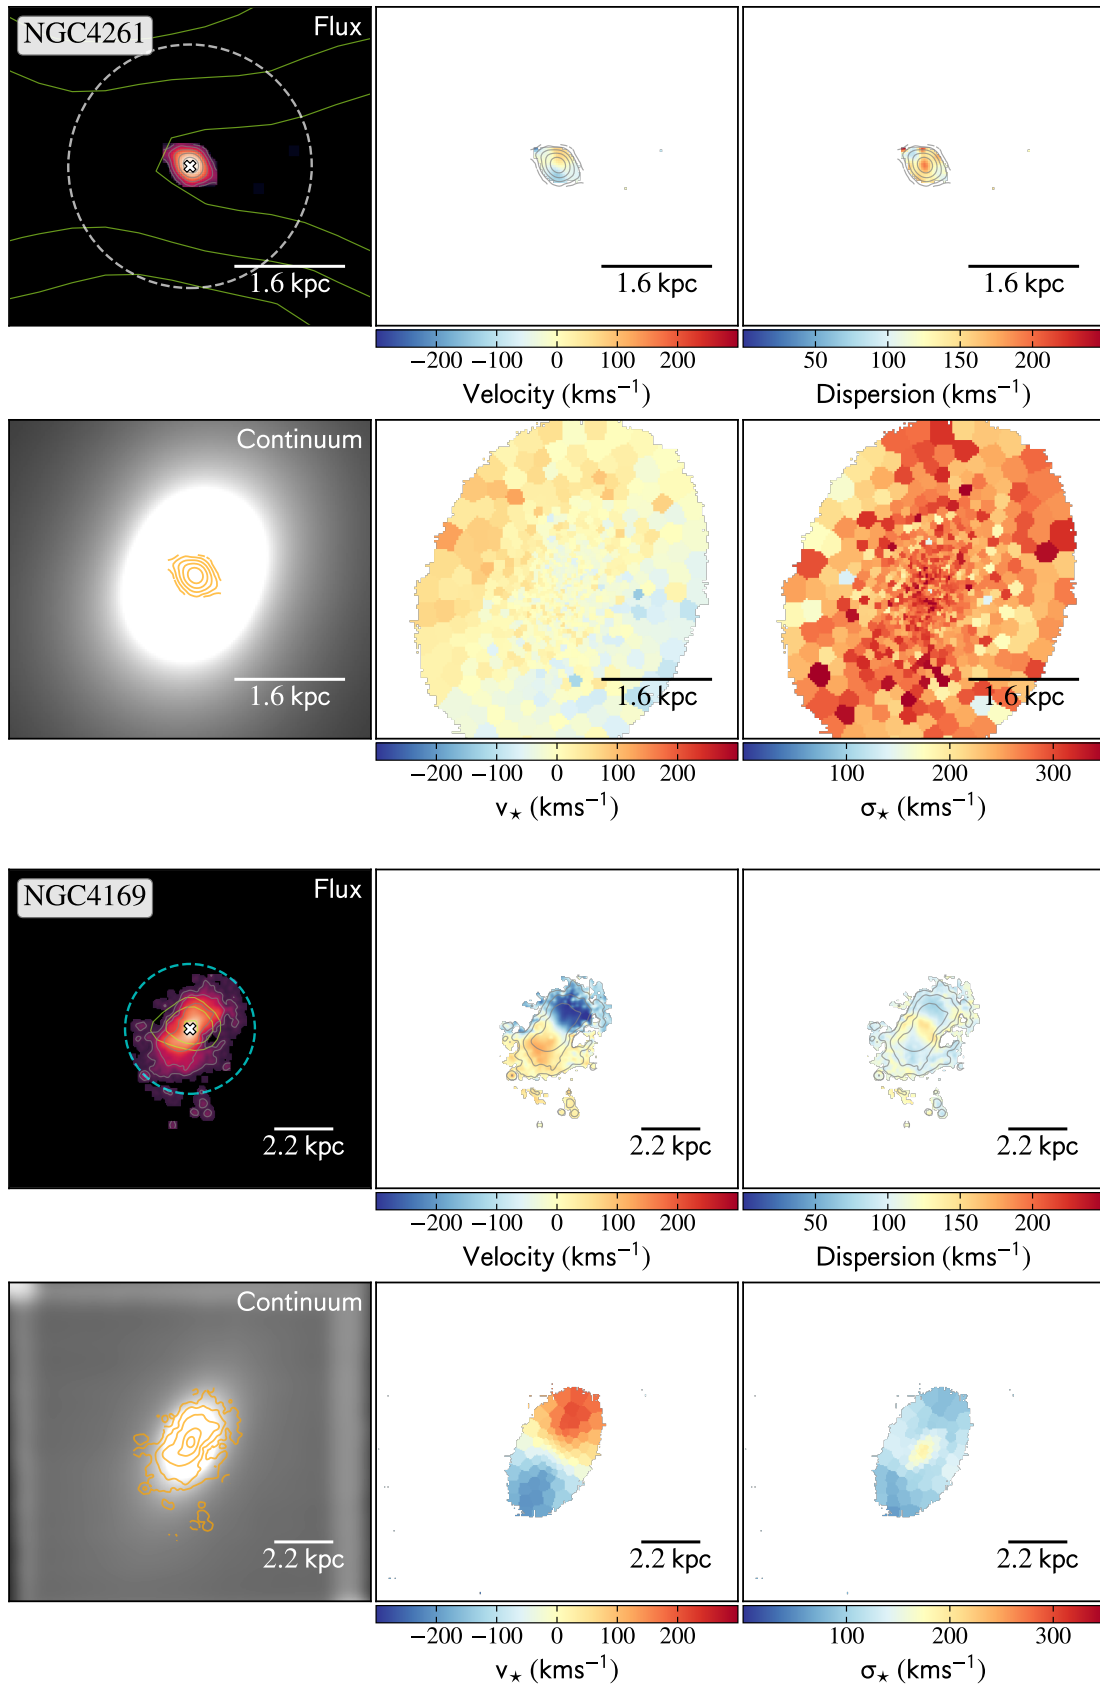 NGC4261 Flux
1.6 kpc 1.6 kpc 1.6 kpc
−200 −100 0 100 200 50 100 150 200
Velocity (kms⁻¹) Dispersion (kms⁻¹)
Continuum
1.6 kpc 1.6 kpc 1.6 kpc
−200 −100 0 100 200 100 200 300
v⋆ (kms⁻¹) σ⋆ (kms⁻¹)
NGC4169 Flux
2.2 kpc 2.2 kpc 2.2 kpc
−200 −100 0 100 200 50 100 150 200
Velocity (kms⁻¹) Dispersion (kms⁻¹)
Continuum
2.2 kpc 2.2 kpc 2.2 kpc
−200 −100 0 100 200 100 200 300
v⋆ (kms⁻¹) σ⋆ (kms⁻¹)